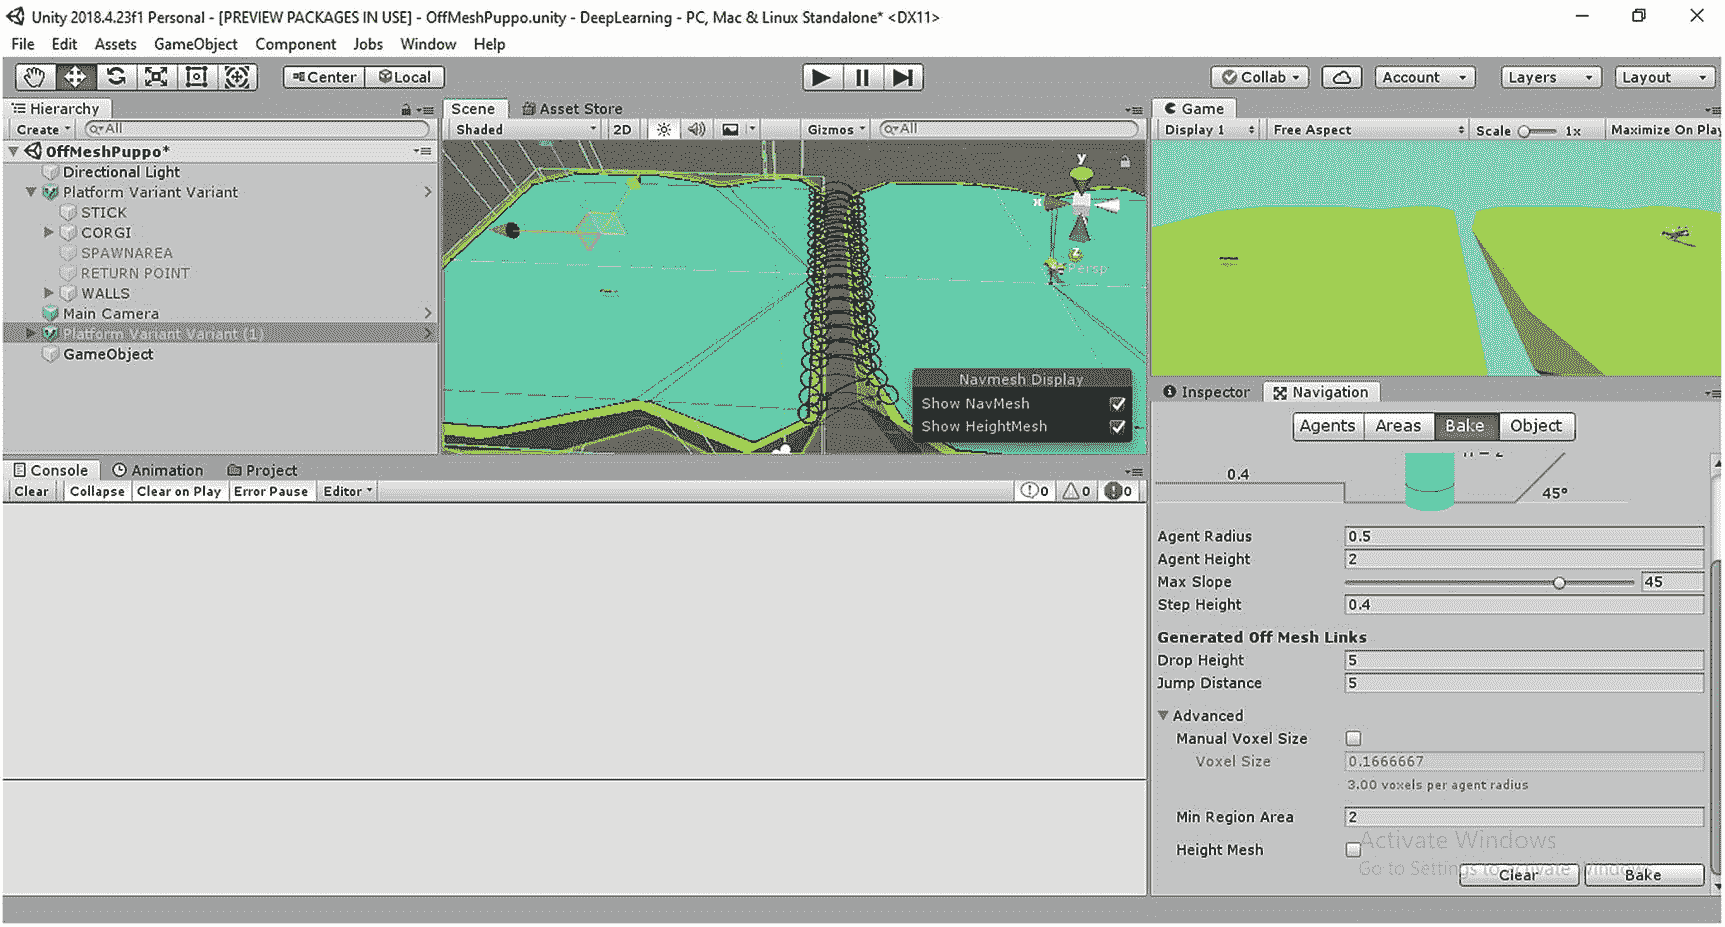 Unity 2018.4.23f1 Personal - [PREVIEW PACKAGES IN USE] - OffMeshPuppo.unity - DeepLearning - PC, Mac & Linux Standalone* <DX11>
File Edit Assets GameObject Component Jobs Window Help
Center Local Collab Account Layers Layout
Hierarchy
Create All
OffMeshPuppo*
Directional Light
Platform Variant Variant
STICK
CORGI
SPAWNAREA
RETURN POINT
WALLS
Main Camera
Platform Variant Variant (1)
GameObject
Scene Asset Store
Shaded 2D Gizmos All
y
x
z
Persp
Navmesh Display
Show NavMesh
Show HeightMesh
Game
Display 1 Free Aspect Scale 1x Maximize On Play
Console Animation Project
Clear Collapse Clear on Play Error Pause Editor 0 0 0
Inspector Navigation
Agents Areas Bake Object
0.4
45°
Agent Radius 0.5
Agent Height 2
Max Slope 45
Step Height 0.4
Generated Off Mesh Links
Drop Height 5
Jump Distance 5
Advanced
Manual Voxel Size
Voxel Size 0.1666667
3.00 voxels per agent radius
Min Region Area 2
Height Mesh
Activate Windows
Go to Settings to activate Windows.
Clear Bake